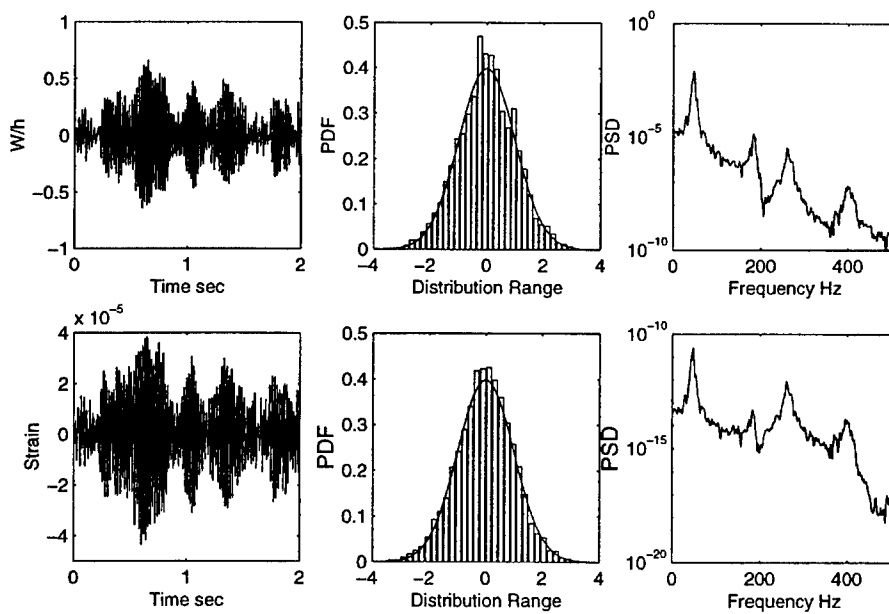 1
0.5
0
−0.5
−1
W/h
0 1 2
Time sec
0.5
0.4
0.3
0.2
0.1
0
PDF
−4 −2 0 2 4
Distribution Range
10^0
10^−5
10^−10
PSD
0 200 400
Frequency Hz
x 10^−5
4
2
0
−2
−4
Strain
0 1 2
Time sec
0.5
0.4
0.3
0.2
0.1
0
PDF
−4 −2 0 2 4
Distribution Range
10^−10
10^−15
10^−20
PSD
0 200 400
Frequency Hz